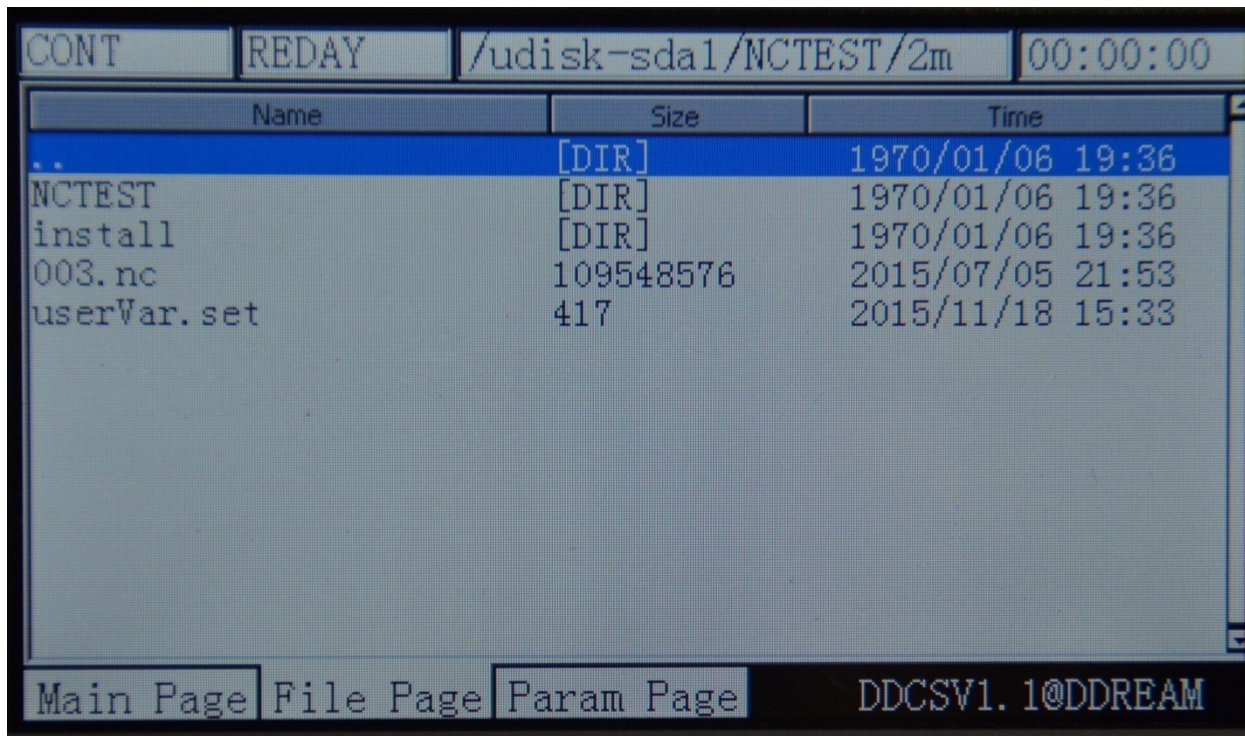 CONT REDAY /udisk-sda1/NCTEST/2m 00:00:00
Name Size Time
.. [DIR] 1970/01/06 19:36
NCTEST [DIR] 1970/01/06 19:36
install [DIR] 1970/01/06 19:36
003.nc 109548576 2015/07/05 21:53
userVar.set 417 2015/11/18 15:33
Main Page File Page Param Page DDCSV1.1@DDREAM